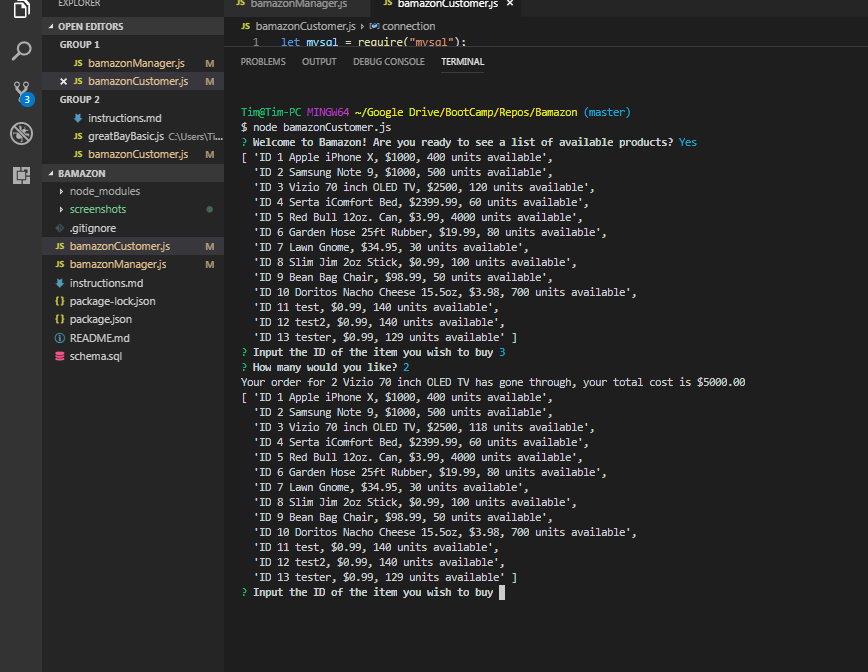 EXPLORER
OPEN EDITORS
GROUP 1
JS bamazonManager.js M
JS bamazonCustomer.js M
GROUP 2
instructions.md
JS greatBayBasic.js C:\Users\Ti...
JS bamazonCustomer.js M
BAMAZON
node_modules
screenshots
.gitignore
JS bamazonCustomer.js M
JS bamazonManager.js M
instructions.md
{} package-lock.json
{} package.json
README.md
schema.sql
3
JS bamazonManager.js JS bamazonCustomer.js
JS bamazonCustomer.js connection
1 let mysql = require("mysql");
PROBLEMS OUTPUT DEBUG CONSOLE TERMINAL
Tim@Tim-PC MINGW64 ~/Google Drive/BootCamp/Repos/Bamazon (master)
$ node bamazonCustomer.js
? Welcome to Bamazon! Are you ready to see a list of available products? Yes
[ 'ID 1 Apple iPhone X, $1000, 400 units available',
'ID 2 Samsung Note 9, $1000, 500 units available',
'ID 3 Vizio 70 inch OLED TV, $2500, 120 units available',
'ID 4 Serta iComfort Bed, $2399.99, 60 units available',
'ID 5 Red Bull 12oz. Can, $3.99, 4000 units available',
'ID 6 Garden Hose 25ft Rubber, $19.99, 80 units available',
'ID 7 Lawn Gnome, $34.95, 30 units available',
'ID 8 Slim Jim 2oz Stick, $0.99, 100 units available',
'ID 9 Bean Bag Chair, $98.99, 50 units available',
'ID 10 Doritos Nacho Cheese 15.5oz, $3.98, 700 units available',
'ID 11 test, $0.99, 140 units available',
'ID 12 test2, $0.99, 140 units available',
'ID 13 tester, $0.99, 129 units available' ]
? Input the ID of the item you wish to buy 3
? How many would you like? 2
Your order for 2 Vizio 70 inch OLED TV has gone through, your total cost is $5000.00
[ 'ID 1 Apple iPhone X, $1000, 400 units available',
'ID 2 Samsung Note 9, $1000, 500 units available',
'ID 3 Vizio 70 inch OLED TV, $2500, 118 units available',
'ID 4 Serta iComfort Bed, $2399.99, 60 units available',
'ID 5 Red Bull 12oz. Can, $3.99, 4000 units available',
'ID 6 Garden Hose 25ft Rubber, $19.99, 80 units available',
'ID 7 Lawn Gnome, $34.95, 30 units available',
'ID 8 Slim Jim 2oz Stick, $0.99, 100 units available',
'ID 9 Bean Bag Chair, $98.99, 50 units available',
'ID 10 Doritos Nacho Cheese 15.5oz, $3.98, 700 units available',
'ID 11 test, $0.99, 140 units available',
'ID 12 test2, $0.99, 140 units available',
'ID 13 tester, $0.99, 129 units available' ]
? Input the ID of the item you wish to buy